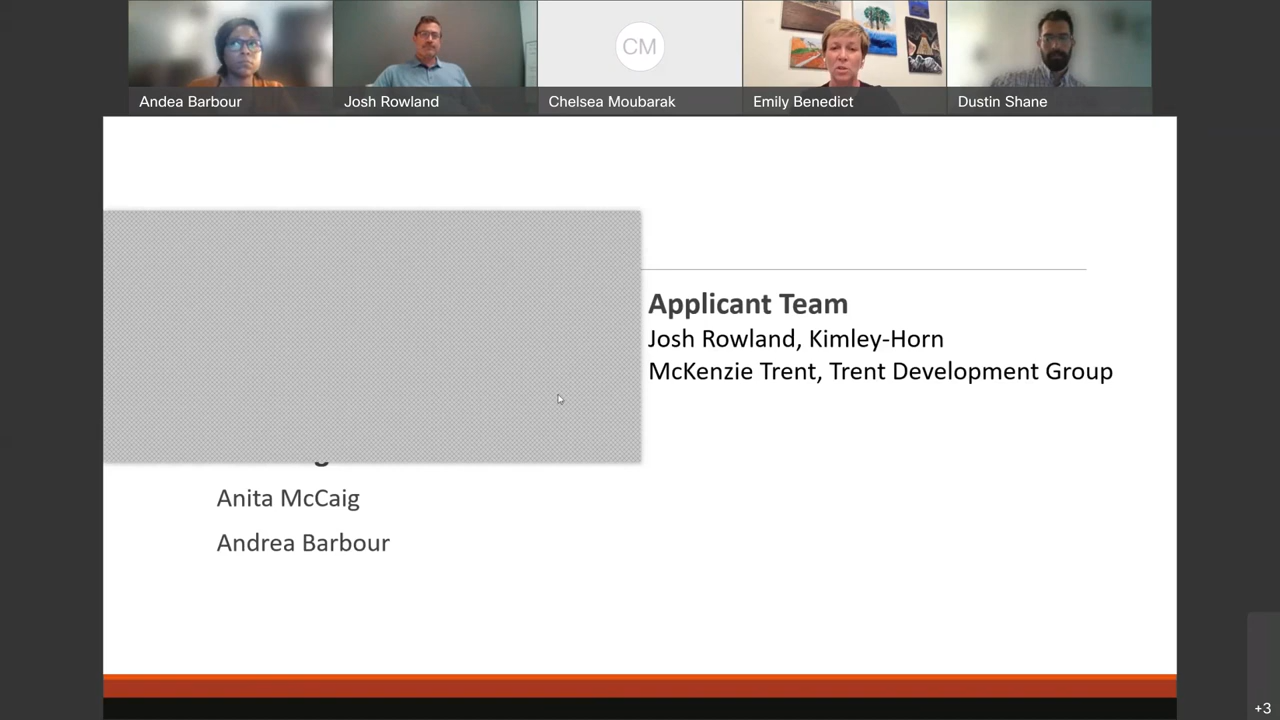 Andea Barbour
Josh Rowland
CM
Chelsea Moubarak
Emily Benedict
Dustin Shane
Applicant Team
Josh Rowland, Kimley-Horn
McKenzie Trent, Trent Development Group
Anita McCaig
Andrea Barbour
+3